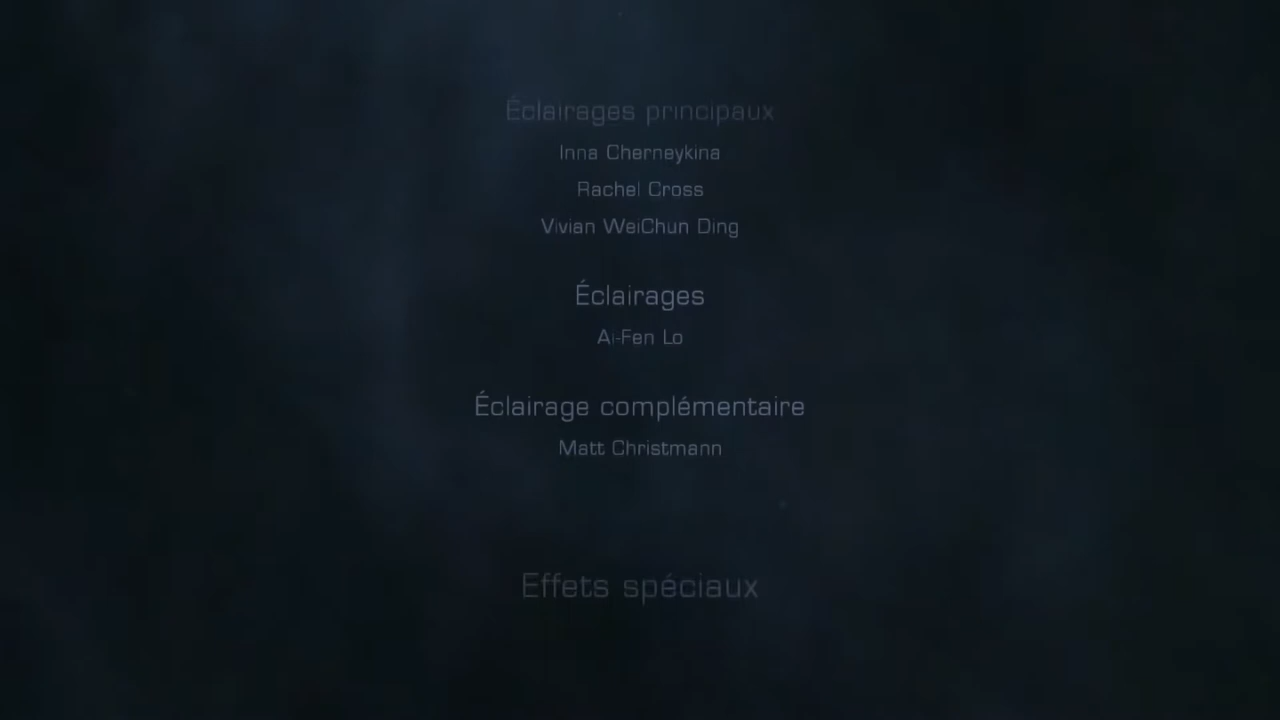 Éclairages principaux
Inna Cherneykina
Rachel Cross
Vivian WeiChun Ding
Éclairages
Ai-Fen Lo
Éclairage complémentaire
Matt Christmann
Effets spéciaux